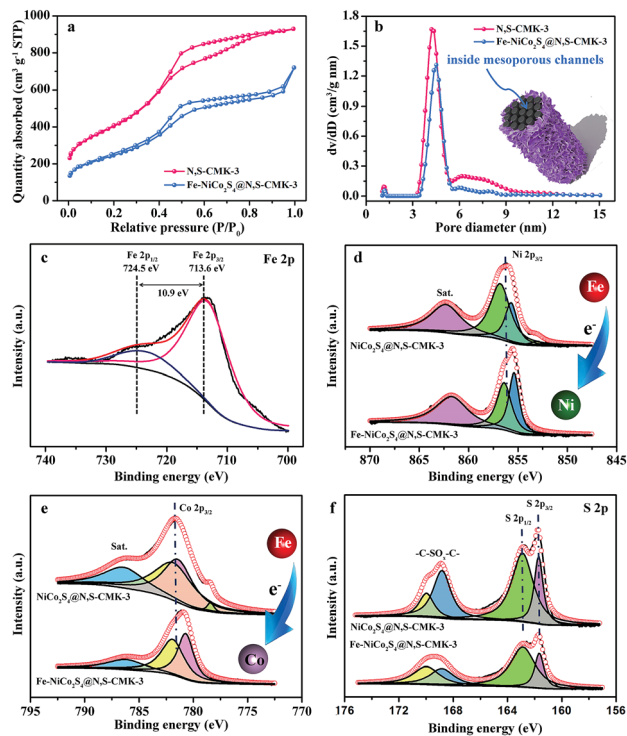 a
N,S-CMK-3
Fe-NiCo₂S₄@N,S-CMK-3
Quantity absorbed (cm³ g⁻¹ STP)
1000
800
600
400
200
0
0.0 0.2 0.4 0.6 0.8 1.0
Relative pressure (P/P₀)
b
N,S-CMK-3
Fe-NiCo₂S₄@N,S-CMK-3
inside mesoporous channels
dv/dD (cm³/g nm)
1.8
1.5
1.2
0.9
0.6
0.3
0.0
0 3 6 9 12 15
Pore diameter (nm)
c
Fe 2p₁/₂
724.5 eV
Fe 2p₃/₂
713.6 eV
Fe 2p
10.9 eV
Intensity (a.u.)
740 730 720 710 700
Binding energy (eV)
d
Ni 2p₃/₂
Sat.
Fe
e⁻
Ni
NiCo₂S₄@N,S-CMK-3
Fe-NiCo₂S₄@N,S-CMK-3
Intensity (a.u.)
870 865 860 855 850 845
Binding energy (eV)
e
Co 2p₃/₂
Sat.
Fe
e⁻
Co
NiCo₂S₄@N,S-CMK-3
Fe-NiCo₂S₄@N,S-CMK-3
Intensity (a.u.)
795 790 785 780 775 770
Binding energy (eV)
f
S 2p
S 2p₃/₂
S 2p₁/₂
-C-SOₓ-C-
NiCo₂S₄@N,S-CMK-3
Fe-NiCo₂S₄@N,S-CMK-3
Intensity (a.u.)
175 170 165 160 156
Binding energy (eV)